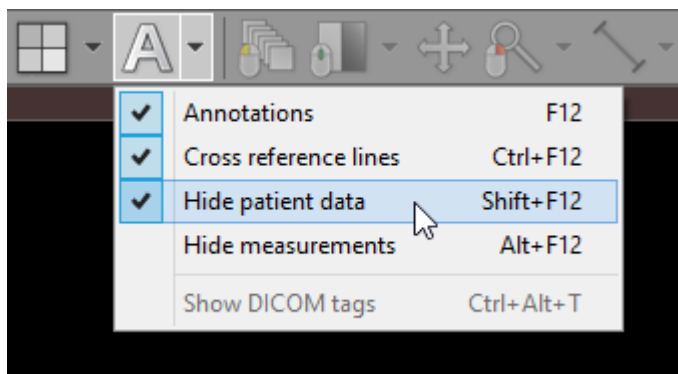 A
Annotations F12
Cross reference lines Ctrl+F12
Hide patient data Shift+F12
Hide measurements Alt+F12
Show DICOM tags Ctrl+Alt+T